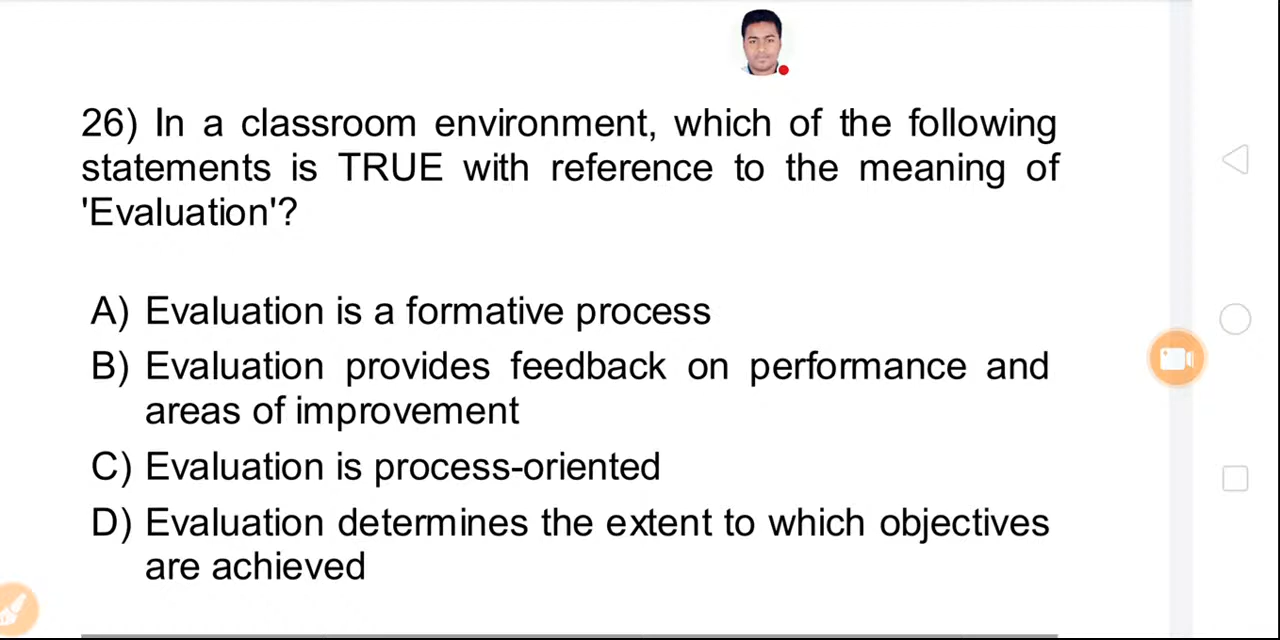 26) In a classroom environment, which of the following
statements is TRUE with reference to the meaning of
'Evaluation'?
A) Evaluation is a formative process
B) Evaluation provides feedback on performance and
areas of improvement
C) Evaluation is process-oriented
D) Evaluation determines the extent to which objectives
are achieved